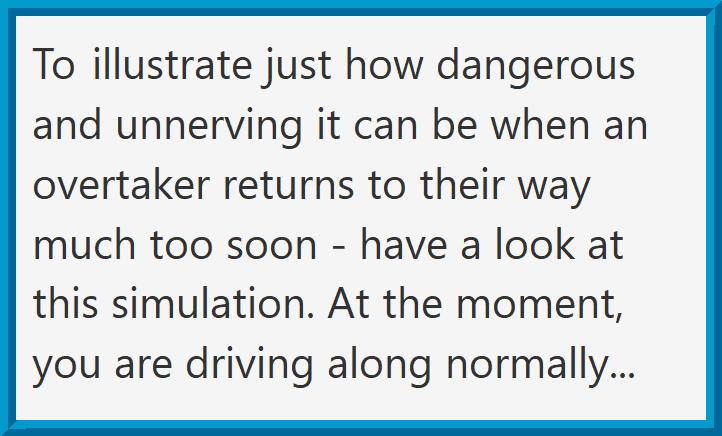 To illustrate just how dangerous
and unnerving it can be when an
overtaker returns to their way
much too soon - have a look at
this simulation. At the moment,
you are driving along normally...